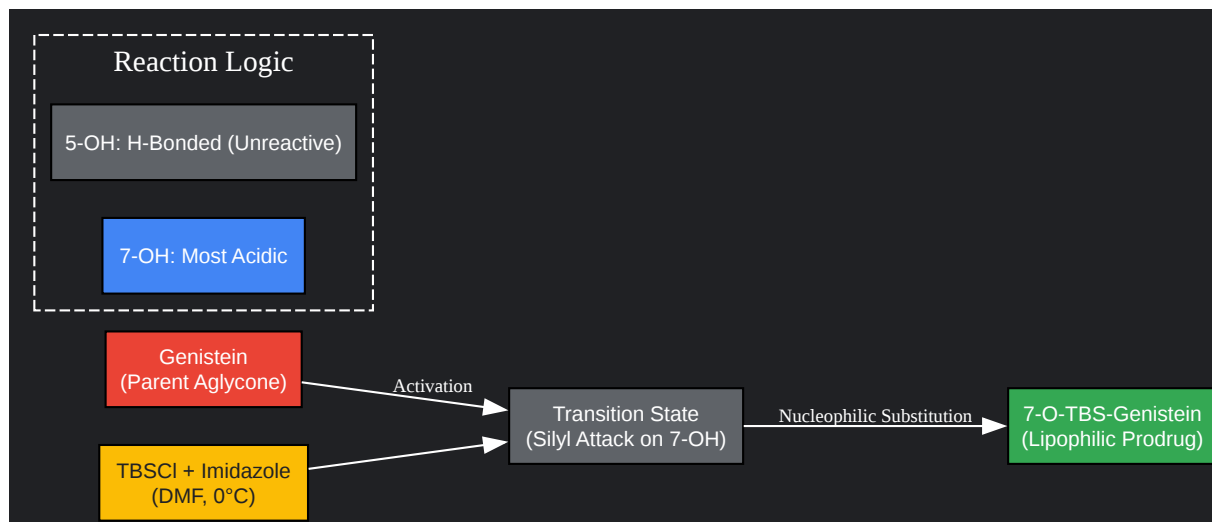 Reaction Logic
5-OH: H-Bonded (Unreactive)
7-OH: Most Acidic
Genistein
(Parent Aglycone)
Activation
TBSCl + Imidazole
(DMF, 0°C)
Transition State
(Silyl Attack on 7-OH)
Nucleophilic Substitution
7-O-TBS-Genistein
(Lipophilic Prodrug)